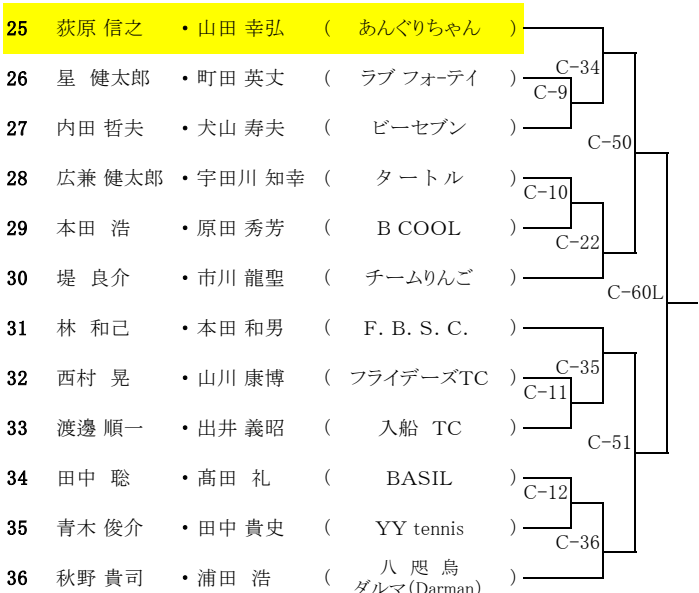 25 荻原 信之 ・ 山田 幸弘 ( あんぐりちゃん )
C-34
26 星 健太郎 ・ 町田 英丈 ( ラブ フォーティ )
C-9
27 内田 哲夫 ・ 犬山 寿夫 ( ビーセブン )
C-50
28 広兼 健太郎 ・ 宇田川 知幸 ( タートル )
C-10
29 本田 浩 ・ 原田 秀芳 ( B COOL )
C-22
30 堤 良介 ・ 市川 龍聖 ( チームりんご )
C-60L
31 林 和己 ・ 本田 和男 ( F. B. S. C. )
C-35
32 西村 晃 ・ 山川 康博 ( フライデーズTC )
C-11
33 渡邊 順一 ・ 出井 義昭 ( 入船 TC )
C-51
34 田中 聡 ・ 髙田 礼 ( BASIL )
C-12
35 青木 俊介 ・ 田中 貴史 ( YY tennis )
C-36
36 秋野 貴司 ・ 浦田 浩 ( 八 咫 烏
ダルマ(Darman) )